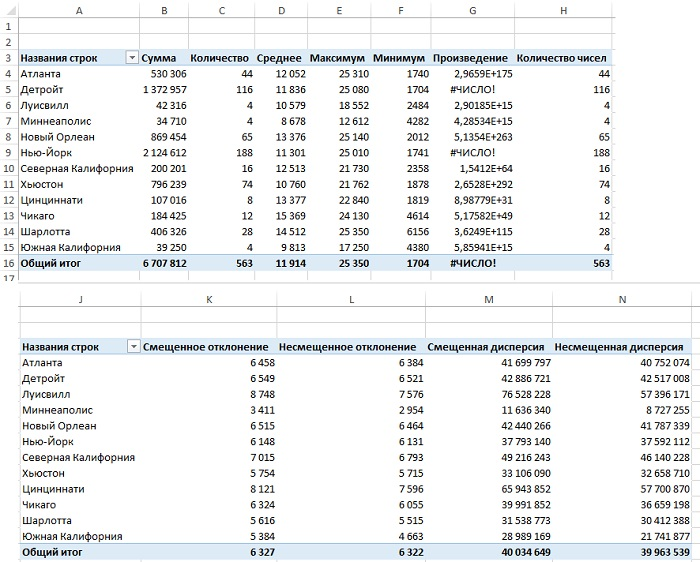 A B C D E F G H
1
2
3 Названия строк Сумма Количество Среднее Максимум Минимум Произведение Количество чисел
4 Атланта 530 306 44 12 052 25 310 1740 2,9659E+175 44
5 Детройт 1 372 957 116 11 836 25 080 1704 #ЧИСЛО! 116
6 Луисвилл 42 316 4 10 579 18 552 2484 2,90185E+15 4
7 Миннеаполис 34 710 4 8 678 12 612 4282 4,28534E+15 4
8 Новый Орлеан 869 454 65 13 376 25 140 2012 5,1354E+263 65
9 Нью-Йорк 2 124 612 188 11 301 25 010 1741 #ЧИСЛО! 188
10 Северная Калифорния 200 201 16 12 513 21 730 2358 1,5412E+64 16
11 Хьюстон 796 239 74 10 760 21 762 1878 2,6528E+292 74
12 Цинциннати 107 016 8 13 377 22 840 1819 8,98779E+31 8
13 Чикаго 184 425 12 15 369 24 130 4614 5,17582E+49 12
14 Шарлотта 406 326 28 14 512 25 350 6156 3,6249E+115 28
15 Южная Калифорния 39 250 4 9 813 17 250 4380 5,85941E+15 4
16 Общий итог 6 707 812 563 11 914 25 350 1704 #ЧИСЛО! 563
17
J K L M N
Названия строк Смещенное отклонение Несмещенное отклонение Смещенная дисперсия Несмещенная дисперсия
Атланта 6 458 6 384 41 699 797 40 752 074
Детройт 6 549 6 521 42 886 721 42 517 008
Луисвилл 8 748 7 576 76 528 228 57 396 171
Миннеаполис 3 411 2 954 11 636 340 8 727 255
Новый Орлеан 6 515 6 464 42 440 266 41 787 339
Нью-Йорк 6 148 6 131 37 793 140 37 592 112
Северная Калифорния 7 015 6 793 49 216 243 46 140 228
Хьюстон 5 754 5 715 33 106 090 32 658 710
Цинциннати 8 121 7 596 65 943 852 57 700 870
Чикаго 6 324 6 055 39 991 852 36 659 198
Шарлотта 5 616 5 515 31 538 773 30 412 388
Южная Калифорния 5 384 4 663 28 989 169 21 741 877
Общий итог 6 327 6 322 40 034 649 39 963 539